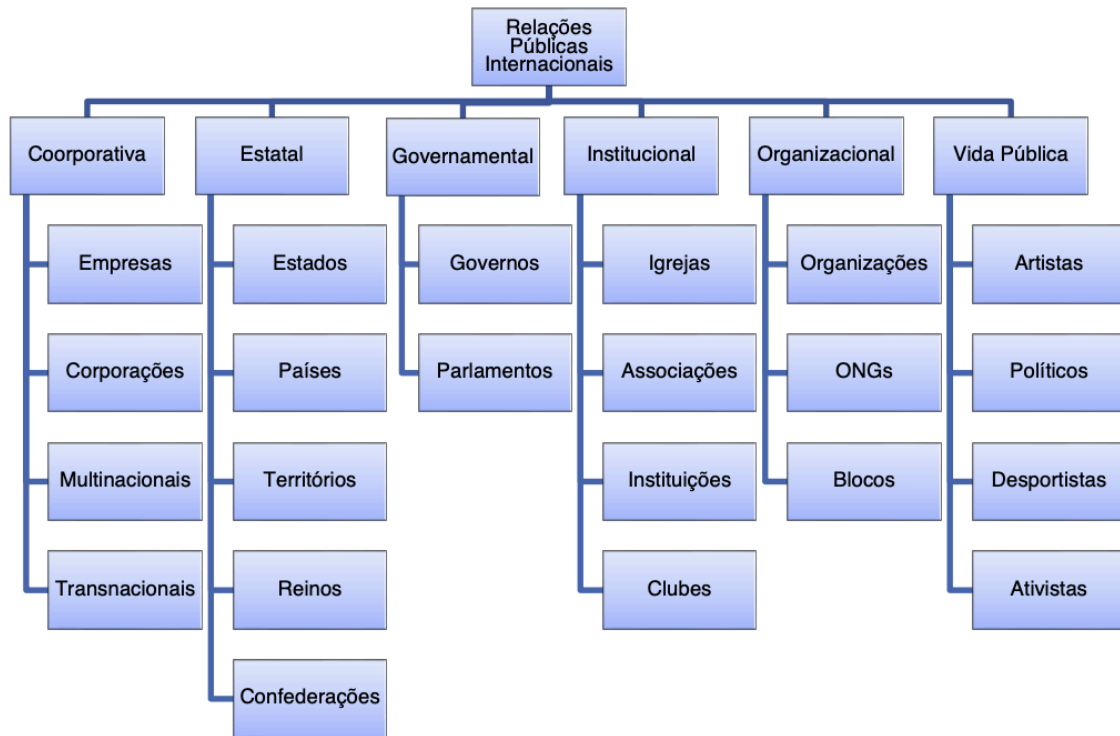 Relações
Públicas
Internacionais
Coorporativa
Estatal
Governamental
Institucional
Organizacional
Vida Pública
Empresas
Estados
Governos
Igrejas
Organizações
Artistas
Corporações
Países
Parlamentos
Associações
ONGs
Políticos
Multinacionais
Territórios
Instituições
Blocos
Desportistas
Transnacionais
Reinos
Clubes
Ativistas
Confederações